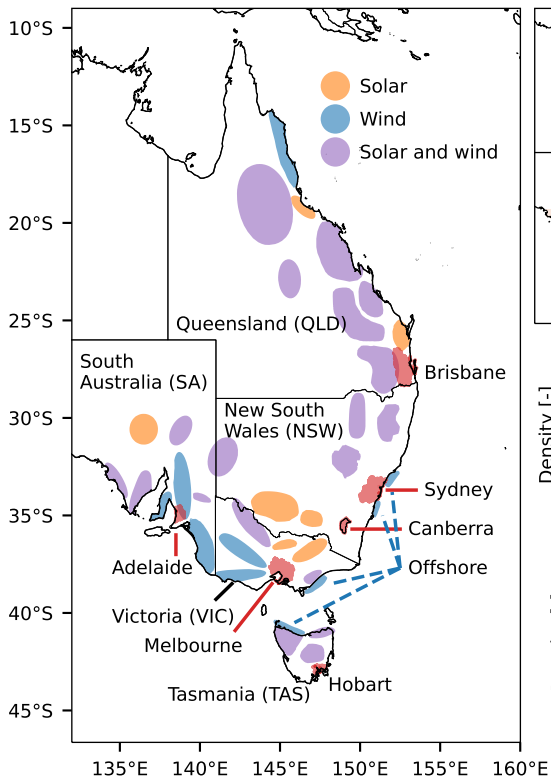 10°S
15°S
20°S
25°S
30°S
35°S
40°S
45°S
Solar
Wind
Solar and wind
Queensland (QLD)
South
Australia (SA)
New South
Wales (NSW)
Brisbane
Sydney
Canberra
Offshore
Adelaide
Victoria (VIC)
Melbourne
Tasmania (TAS)
Hobart
135°E
140°E
145°E
150°E
155°E
160°E
Density [-]